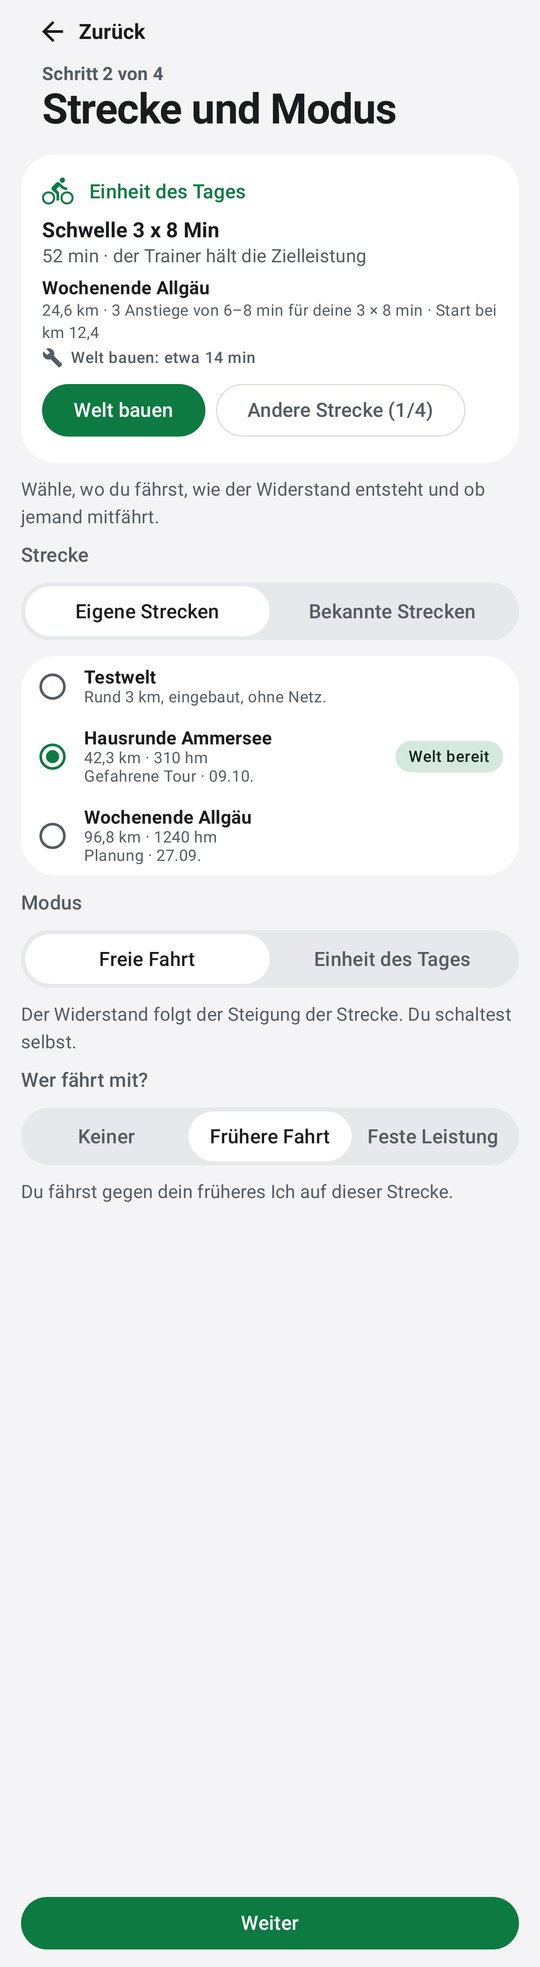 Zurück
Schritt 2 von 4
Strecke und Modus
Einheit des Tages
Schwelle 3 x 8 Min
52 min · der Trainer hält die Zielleistung
Wochenende Allgäu
24,6 km · 3 Anstiege von 6–8 min für deine 3 × 8 min · Start bei
km 12,4
Welt bauen: etwa 14 min
Welt bauen
Andere Strecke (1/4)
Wähle, wo du fährst, wie der Widerstand entsteht und ob
jemand mitfährt.
Strecke
Eigene Strecken
Bekannte Strecken
Testwelt
Rund 3 km, eingebaut, ohne Netz.
Hausrunde Ammersee
42,3 km · 310 hm
Gefahrene Tour · 09.10.
Welt bereit
Wochenende Allgäu
96,8 km · 1240 hm
Planung · 27.09.
Modus
Freie Fahrt
Einheit des Tages
Der Widerstand folgt der Steigung der Strecke. Du schaltest
selbst.
Wer fährt mit?
Keiner
Frühere Fahrt
Feste Leistung
Du fährst gegen dein früheres Ich auf dieser Strecke.
Weiter